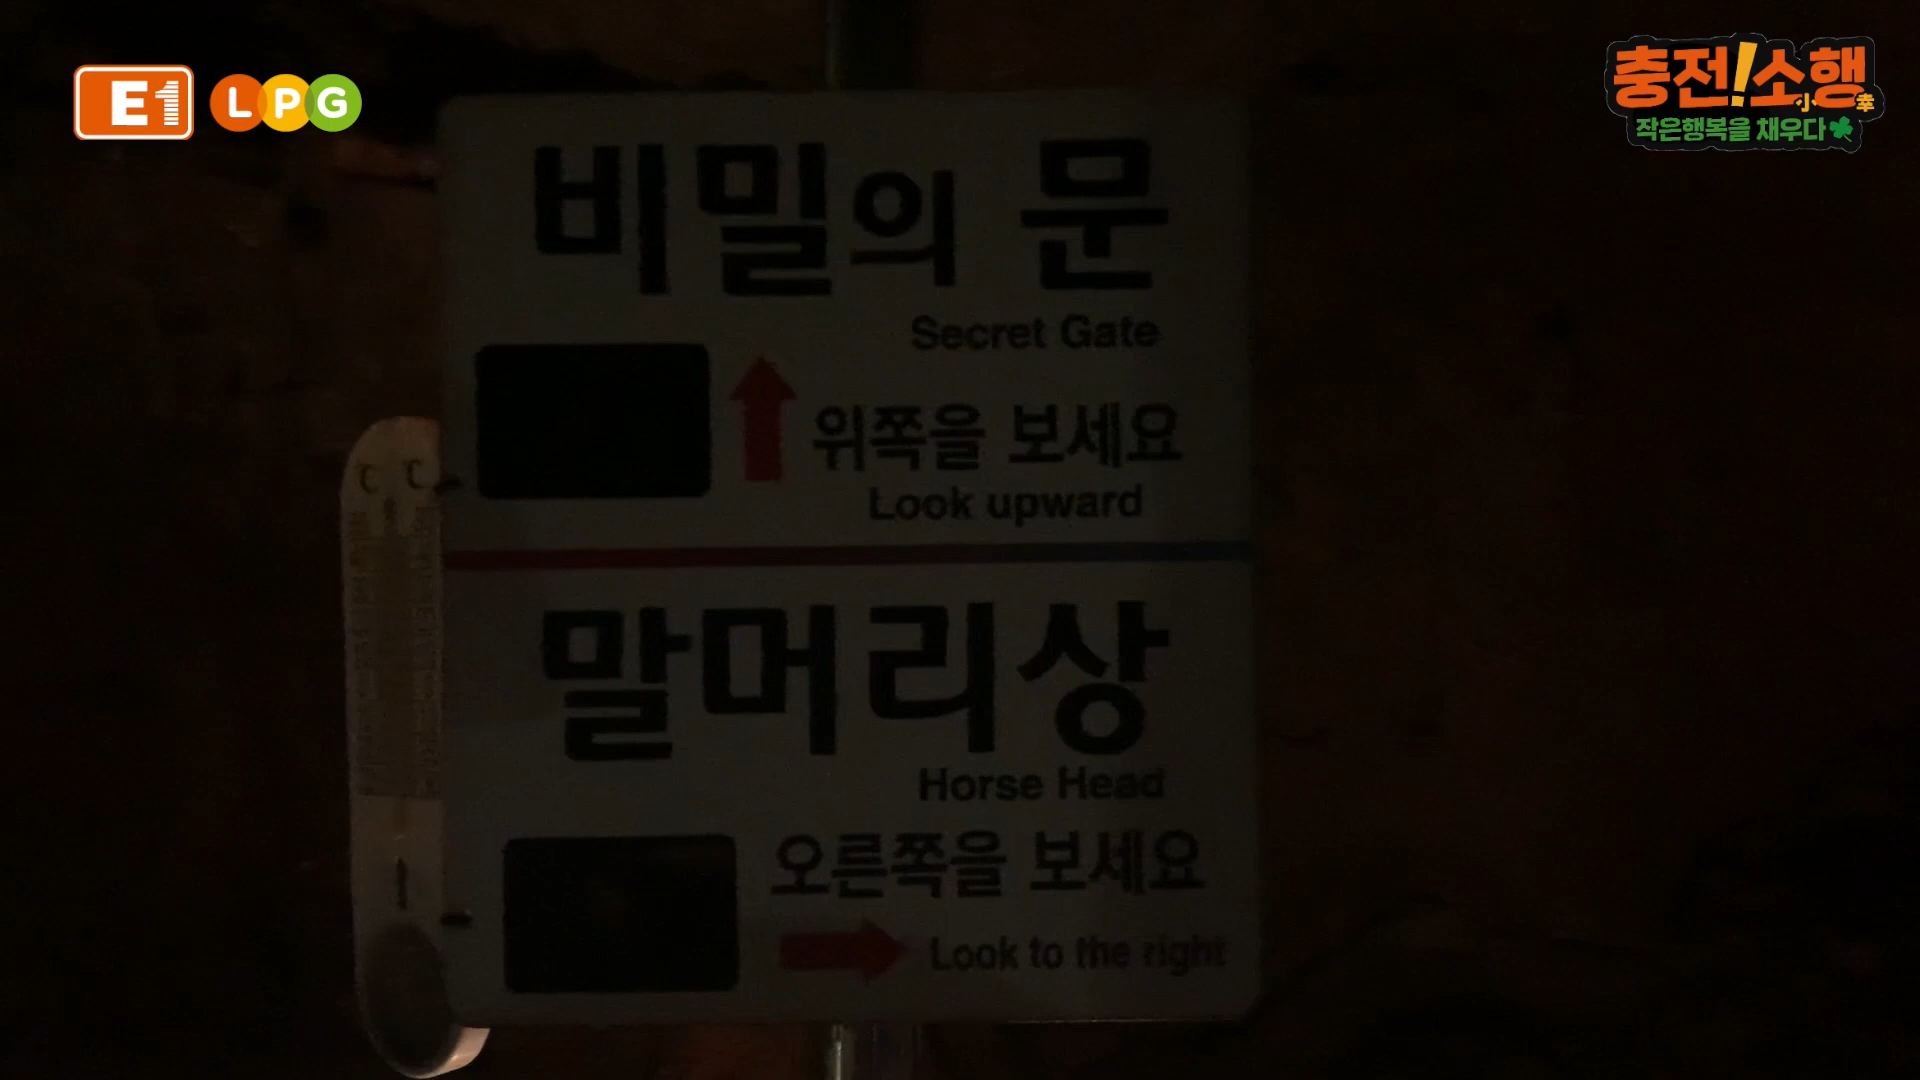 E1 LPG
충전!소행
小 幸
작은행복을 채우다
비밀의 문
Secret Gate
위쪽을 보세요
Look upward
℃ ℃
말머리상
Horse Head
오른쪽을 보세요
Look to the right